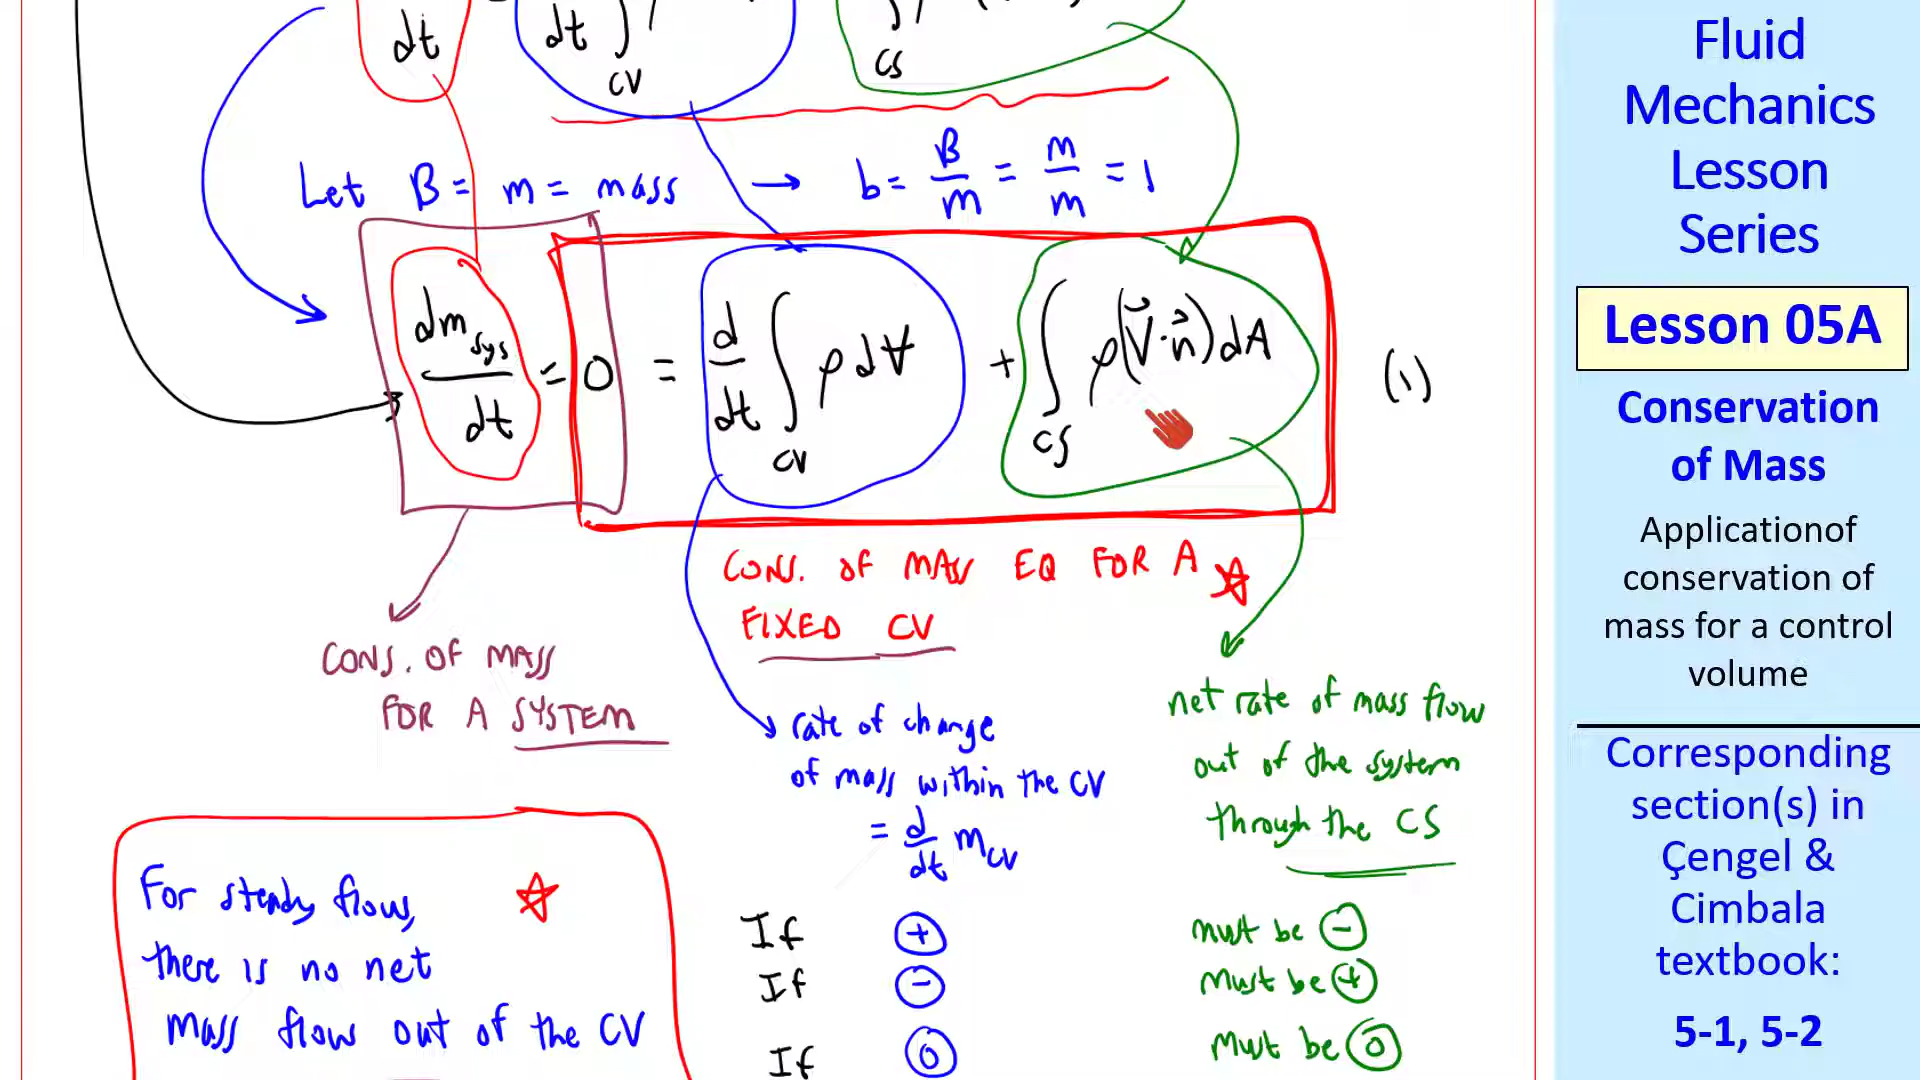 dt dt ∫ CV ∫ CS
Let B = m = mass → b = B/m = m/m = 1
dm_sys/dt = 0 = d/dt ∫_CV ρ dV̶ + ∫_CS ρ(V⃗·n⃗) dA (1)
CONS. OF MASS EQ FOR A
FIXED CV
CONS. OF MASS
FOR A SYSTEM
rate of change
of mass within the CV
= d/dt m_CV
net rate of mass flow
out of the system
through the CS
If + must be −
If − must be +
If 0 must be 0
For steady flow,
there is no net
mass flow out of the CV
Fluid
Mechanics
Lesson
Series
Lesson 05A
Conservation
of Mass
Applicationof
conservation of
mass for a control
volume
Corresponding
section(s) in
Çengel &
Cimbala
textbook:
5-1, 5-2